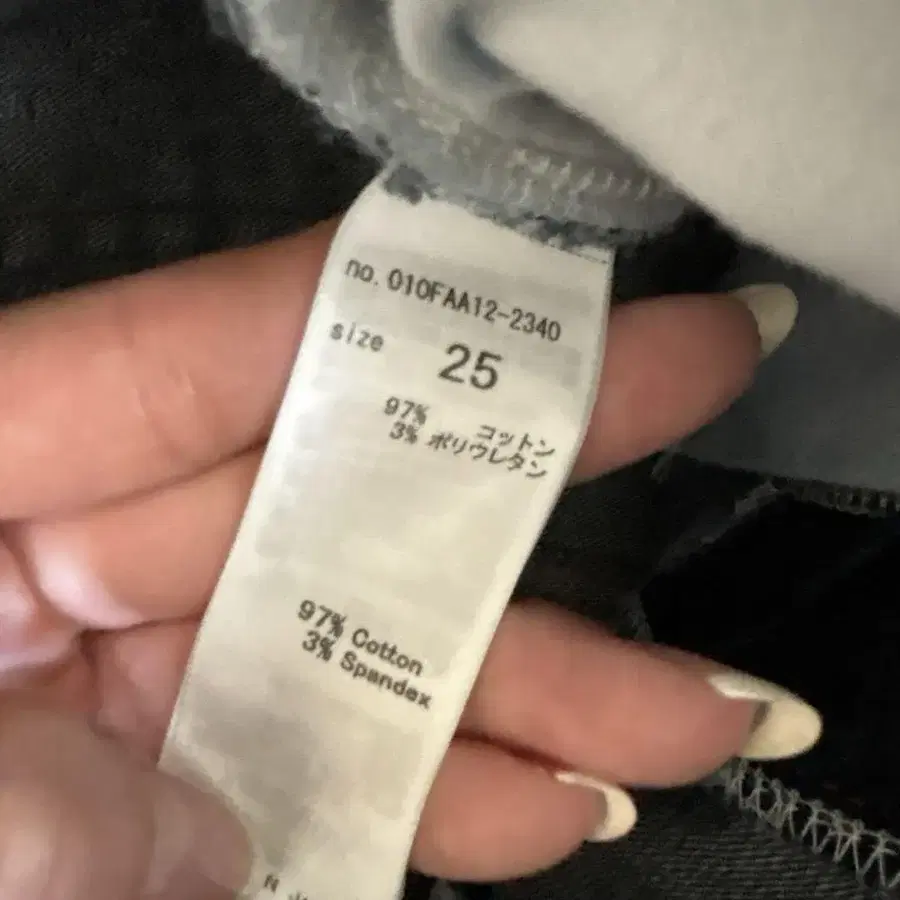 no. 010FAA12-2340
size 25
97% コットン
3% ポリウレタン
97% Cotton
3% Spandex